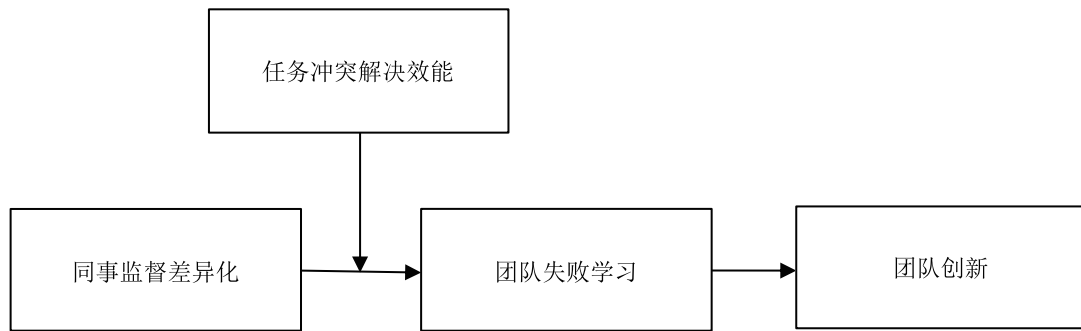 任务冲突解决效能
同事监督差异化
团队失败学习
团队创新